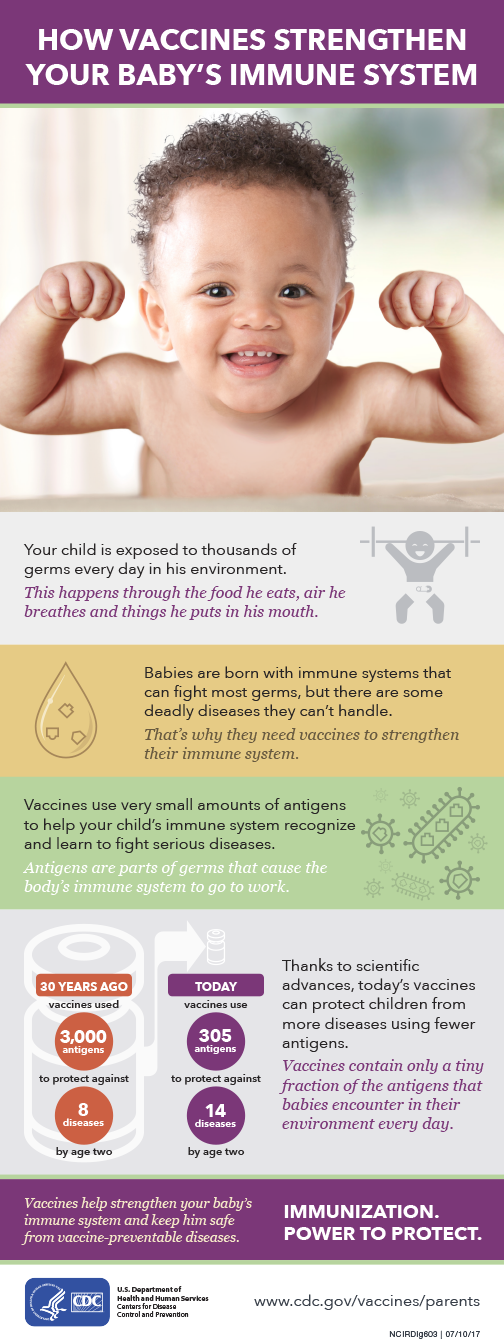 HOW VACCINES STRENGTHEN
YOUR BABY’S IMMUNE SYSTEM
Your child is exposed to thousands of
germs every day in his environment.
This happens through the food he eats, air he
breathes and things he puts in his mouth.
Babies are born with immune systems that
can fight most germs, but there are some
deadly diseases they can’t handle.
That’s why they need vaccines to strengthen
their immune system.
Vaccines use very small amounts of antigens
to help your child’s immune system recognize
and learn to fight serious diseases.
Antigens are parts of germs that cause the
body’s immune system to go to work.
30 YEARS AGO
vaccines used
3,000
antigens
to protect against
8
diseases
by age two
TODAY
vaccines use
305
antigens
to protect against
14
diseases
by age two
Thanks to scientific
advances, today’s vaccines
can protect children from
more diseases using fewer
antigens.
Vaccines contain only a tiny
fraction of the antigens that
babies encounter in their
environment every day.
Vaccines help strengthen your baby’s
immune system and keep him safe
from vaccine-preventable diseases.
IMMUNIZATION.
POWER TO PROTECT.
CDC
U.S. Department of
Health and Human Services
Centers for Disease
Control and Prevention
www.cdc.gov/vaccines/parents
NCIRDig603 | 07/10/17